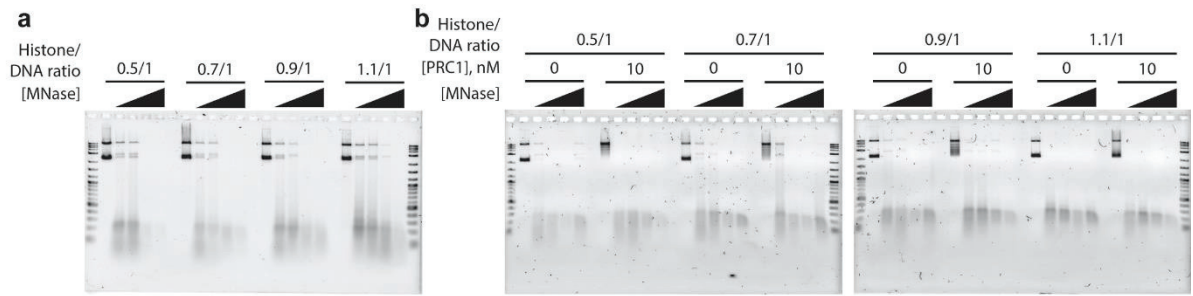 a
Histone/
DNA ratio
0.5/1 0.7/1 0.9/1 1.1/1
[MNase]
b
Histone/
DNA ratio
0.5/1 0.7/1 0.9/1 1.1/1
[PRC1], nM
0 10 0 10 0 10 0 10
[MNase]